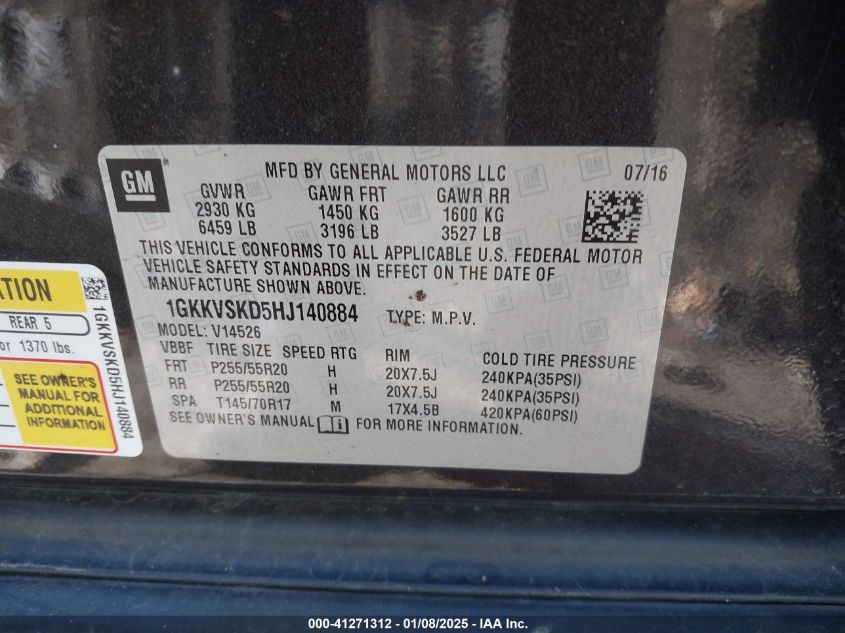 GM
MFD BY GENERAL MOTORS LLC 07/16
GVWR GAWR FRT GAWR RR
2930 KG 1450 KG 1600 KG
6459 LB 3196 LB 3527 LB
THIS VEHICLE CONFORMS TO ALL APPLICABLE U.S. FEDERAL MOTOR
VEHICLE SAFETY STANDARDS IN EFFECT ON THE DATE OF
MANUFACTURE SHOWN ABOVE.
1GKKVSKD5HJ140884 TYPE: M.P.V.
MODEL: V14526
VBBF TIRE SIZE SPEED RTG RIM COLD TIRE PRESSURE
FRT P255/55R20 H 20X7.5J 240KPA(35PSI)
RR P255/55R20 H 20X7.5J 240KPA(35PSI)
SPA T145/70R17 M 17X4.5B 420KPA(60PSI)
SEE OWNER'S MANUAL i FOR MORE INFORMATION.
REAR 5
or 1370 lbs.
SEE OWNER'S
MANUAL FOR
ADDITIONAL
INFORMATION
1GKKVSKD5HJ140884
000-41271312 - 01/08/2025 - IAA Inc.